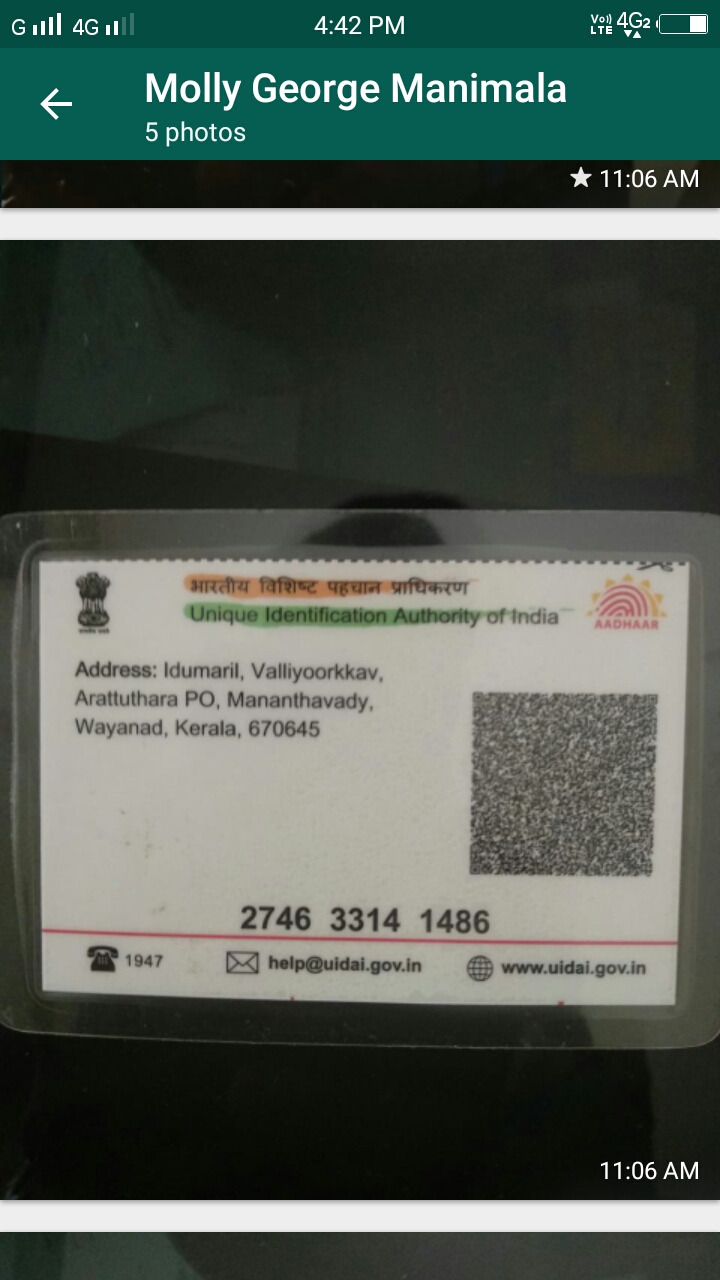 G 4G 4:42 PM Vo)) LTE 4G2
Molly George Manimala
5 photos
11:06 AM
भारतीय विशिष्ट पहचान प्राधिकरण
Unique Identification Authority of India
AADHAAR
Address: Idumaril, Valliyoorkkav,
Arattuthara PO, Mananthavady,
Wayanad, Kerala, 670645
2746 3314 1486
1947 help@uidai.gov.in www.uidai.gov.in
11:06 AM